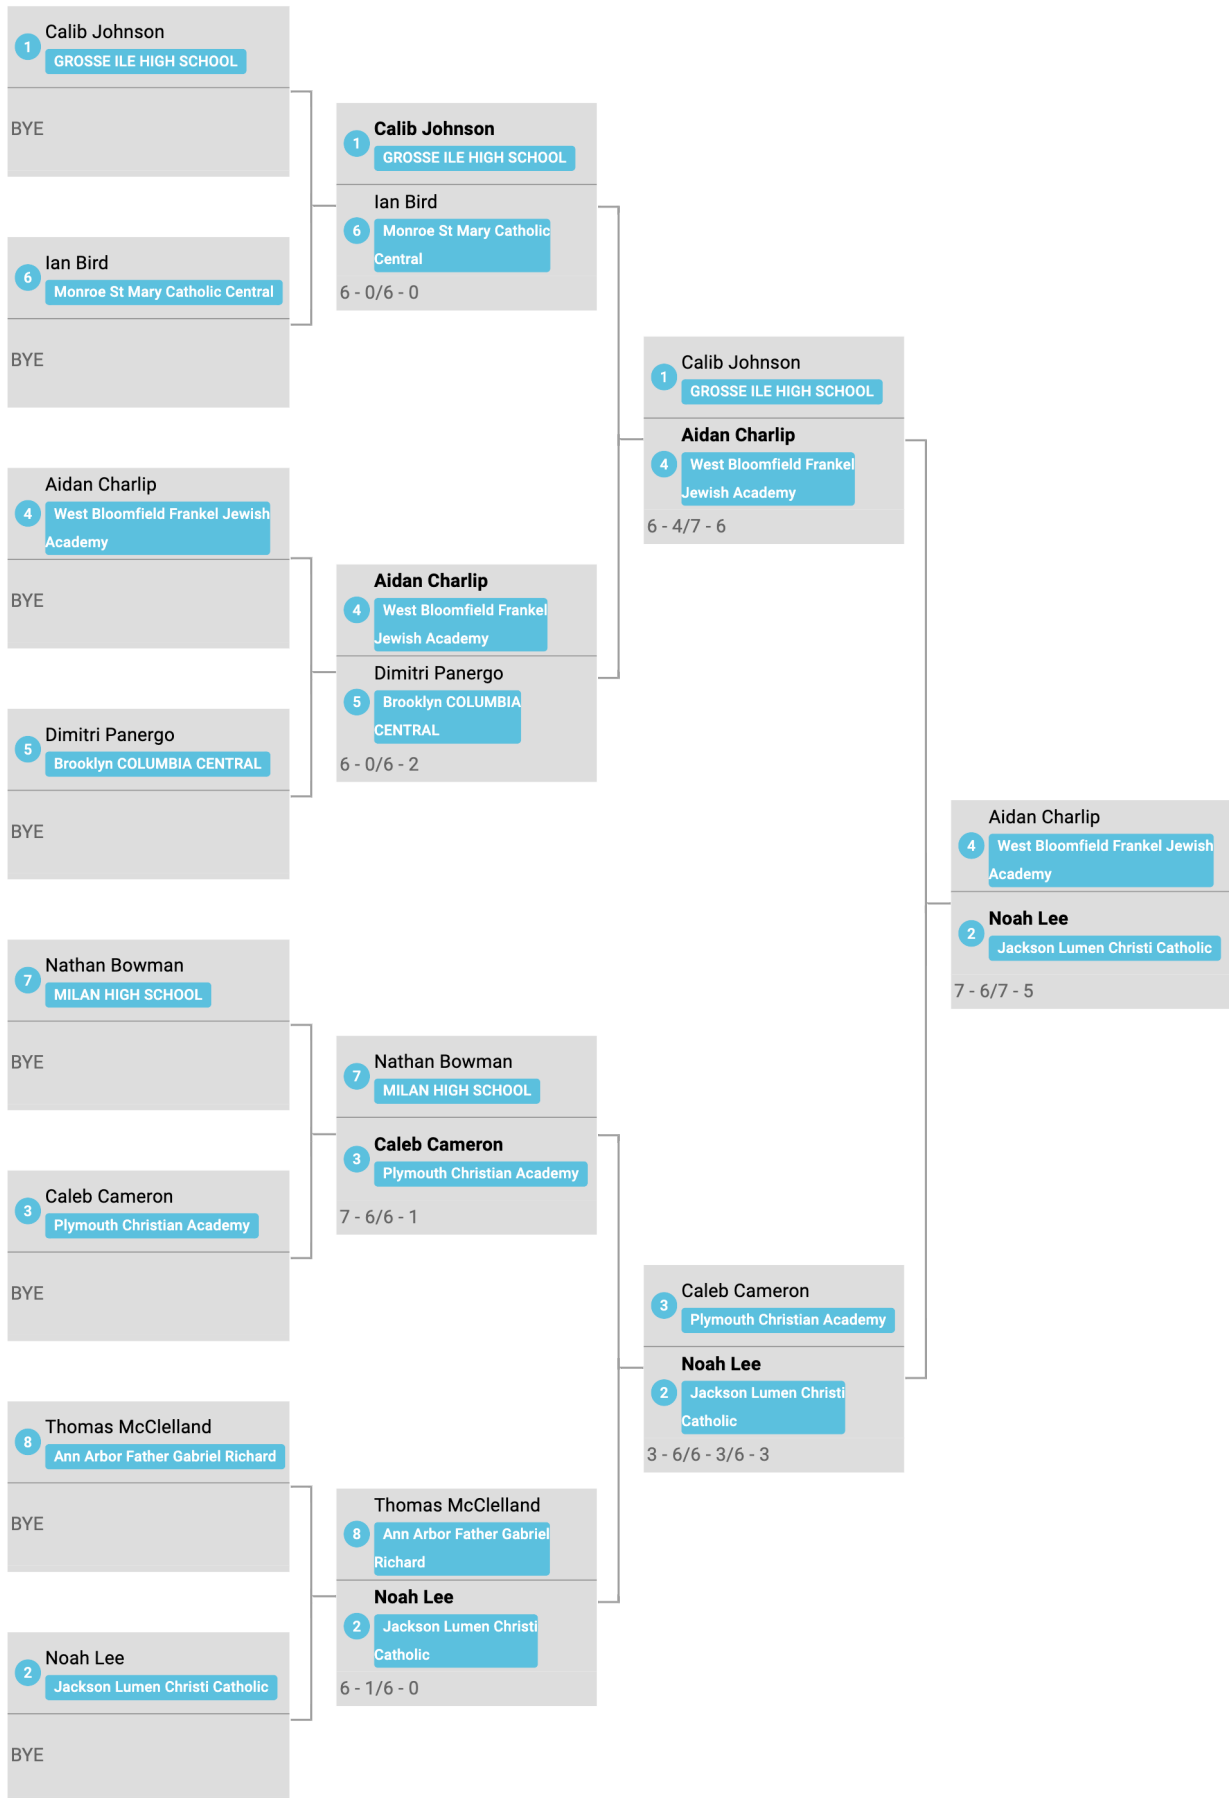 1
Calib Johnson
GROSSE ILE HIGH SCHOOL
BYE
6
Ian Bird
Monroe St Mary Catholic Central
BYE
4
Aidan Charlip
West Bloomfield Frankel Jewish
Academy
BYE
5
Dimitri Panergo
Brooklyn COLUMBIA CENTRAL
BYE
7
Nathan Bowman
MILAN HIGH SCHOOL
BYE
3
Caleb Cameron
Plymouth Christian Academy
BYE
8
Thomas McClelland
Ann Arbor Father Gabriel Richard
BYE
2
Noah Lee
Jackson Lumen Christi Catholic
BYE
1
Calib Johnson
GROSSE ILE HIGH SCHOOL
6
Ian Bird
Monroe St Mary Catholic
Central
6 - 0/6 - 0
4
Aidan Charlip
West Bloomfield Frankel
Jewish Academy
5
Dimitri Panergo
Brooklyn COLUMBIA
CENTRAL
6 - 0/6 - 2
7
Nathan Bowman
MILAN HIGH SCHOOL
3
Caleb Cameron
Plymouth Christian Academy
7 - 6/6 - 1
8
Thomas McClelland
Ann Arbor Father Gabriel
Richard
2
Noah Lee
Jackson Lumen Christi
Catholic
6 - 1/6 - 0
1
Calib Johnson
GROSSE ILE HIGH SCHOOL
4
Aidan Charlip
West Bloomfield Frankel
Jewish Academy
6 - 4/7 - 6
3
Caleb Cameron
Plymouth Christian Academy
2
Noah Lee
Jackson Lumen Christi
Catholic
3 - 6/6 - 3/6 - 3
4
Aidan Charlip
West Bloomfield Frankel Jewish
Academy
2
Noah Lee
Jackson Lumen Christi Catholic
7 - 6/7 - 5